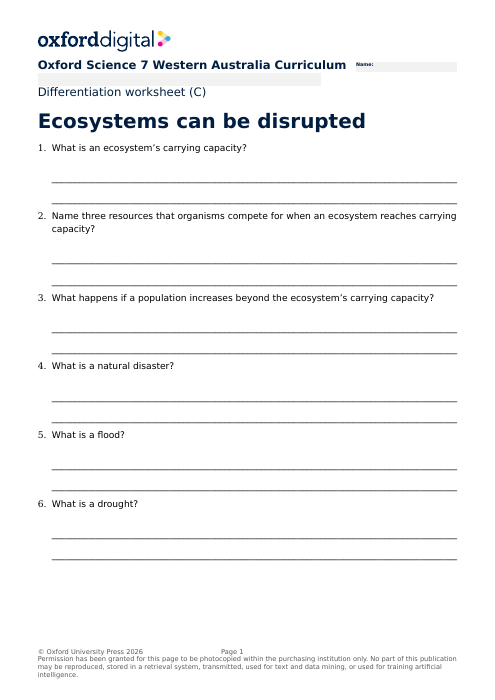 oxforddigital
Oxford Science 7 Western Australia Curriculum
Name:
Differentiation worksheet (C)
Ecosystems can be disrupted
1. What is an ecosystem’s carrying capacity?
2. Name three resources that organisms compete for when an ecosystem reaches carrying
capacity?
3. What happens if a population increases beyond the ecosystem’s carrying capacity?
4. What is a natural disaster?
5. What is a flood?
6. What is a drought?
© Oxford University Press 2026 Page 1
Permission has been granted for this page to be photocopied within the purchasing institution only. No part of this publication
may be reproduced, stored in a retrieval system, transmitted, used for text and data mining, or used for training artificial
intelligence.